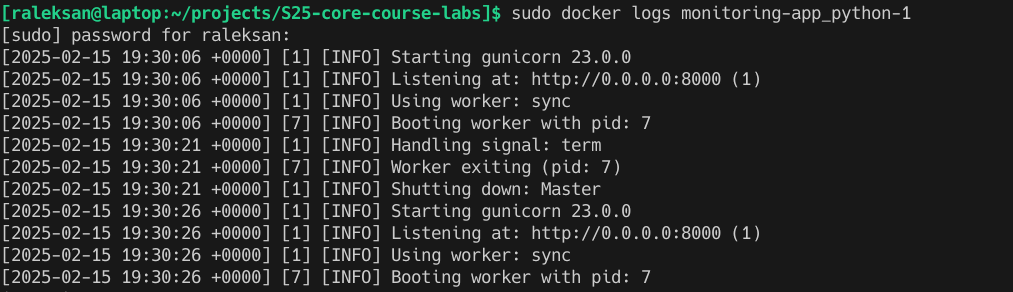 [raleksan@laptop:~/projects/S25-core-course-labs]$ sudo docker logs monitoring-app_python-1
[sudo] password for raleksan:
[2025-02-15 19:30:06 +0000] [1] [INFO] Starting gunicorn 23.0.0
[2025-02-15 19:30:06 +0000] [1] [INFO] Listening at: http://0.0.0.0:8000 (1)
[2025-02-15 19:30:06 +0000] [1] [INFO] Using worker: sync
[2025-02-15 19:30:06 +0000] [7] [INFO] Booting worker with pid: 7
[2025-02-15 19:30:21 +0000] [1] [INFO] Handling signal: term
[2025-02-15 19:30:21 +0000] [7] [INFO] Worker exiting (pid: 7)
[2025-02-15 19:30:21 +0000] [1] [INFO] Shutting down: Master
[2025-02-15 19:30:26 +0000] [1] [INFO] Starting gunicorn 23.0.0
[2025-02-15 19:30:26 +0000] [1] [INFO] Listening at: http://0.0.0.0:8000 (1)
[2025-02-15 19:30:26 +0000] [1] [INFO] Using worker: sync
[2025-02-15 19:30:26 +0000] [7] [INFO] Booting worker with pid: 7